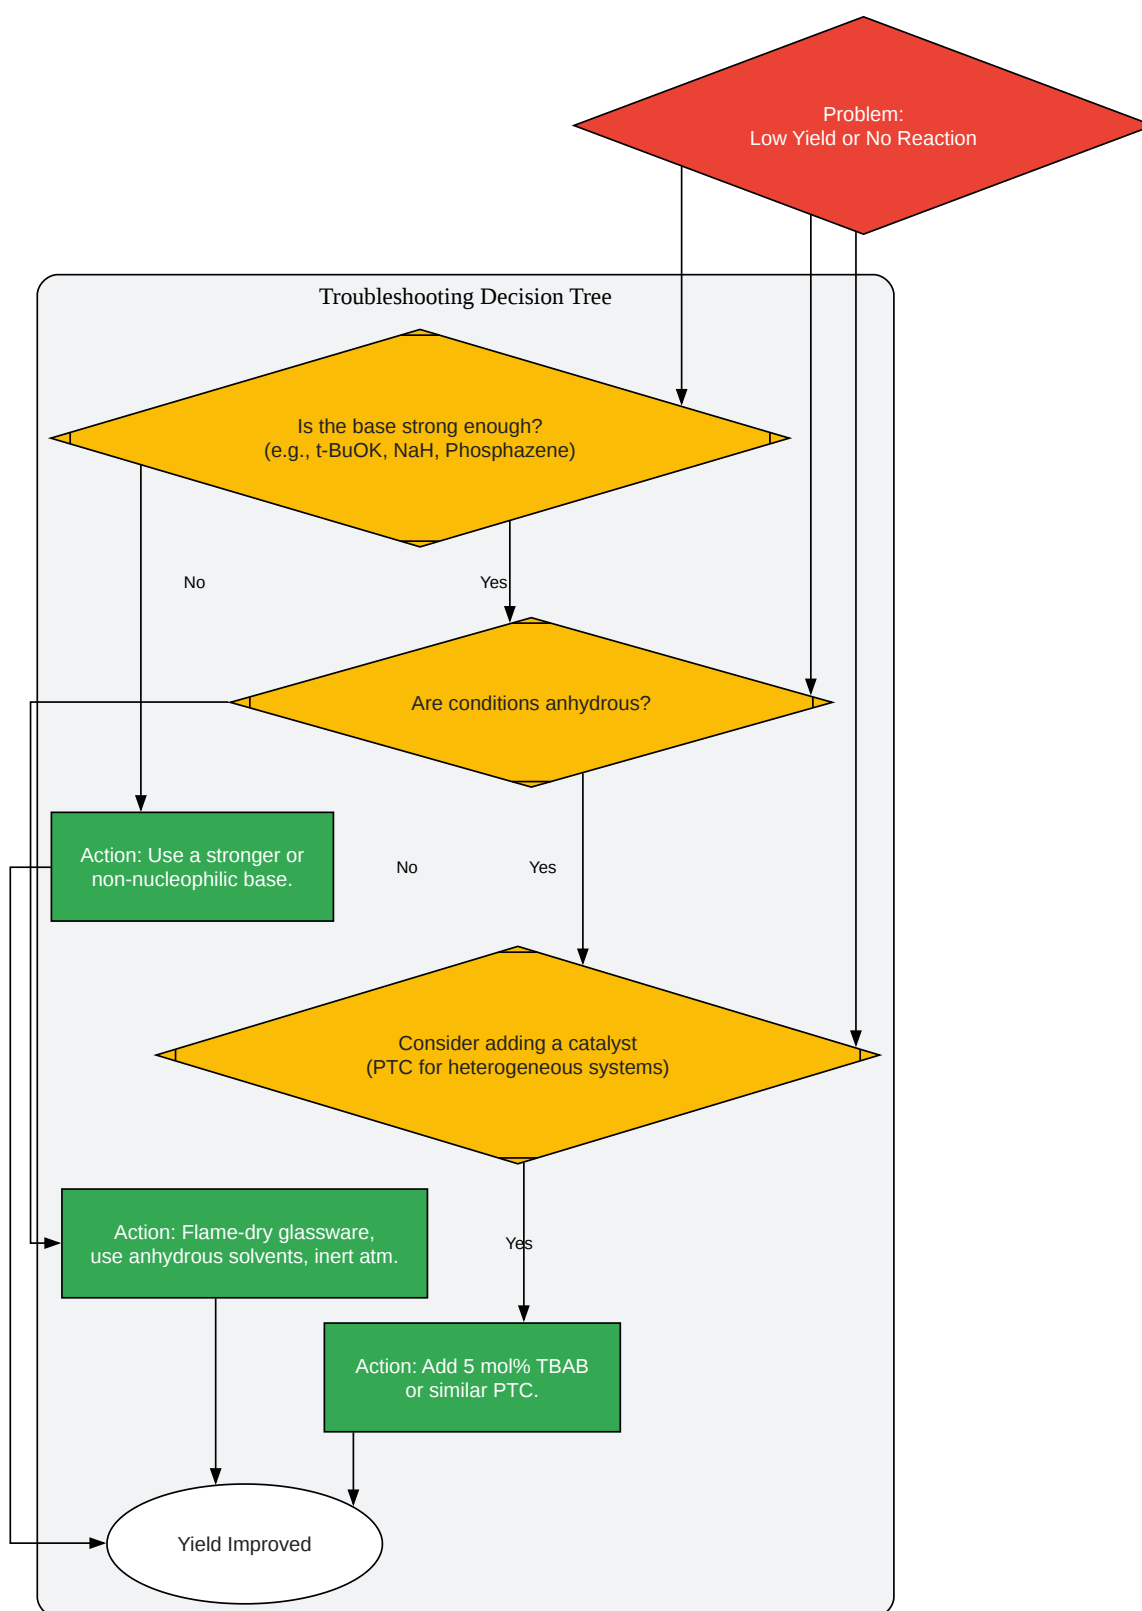 Problem:
Low Yield or No Reaction
Troubleshooting Decision Tree
Is the base strong enough?
(e.g., t-BuOK, NaH, Phosphazene)
No
Yes
Are conditions anhydrous?
Action: Use a stronger or
non-nucleophilic base.
No
Yes
Consider adding a catalyst
(PTC for heterogeneous systems)
Action: Flame-dry glassware,
use anhydrous solvents, inert atm.
Yes
Action: Add 5 mol% TBAB
or similar PTC.
Yield Improved